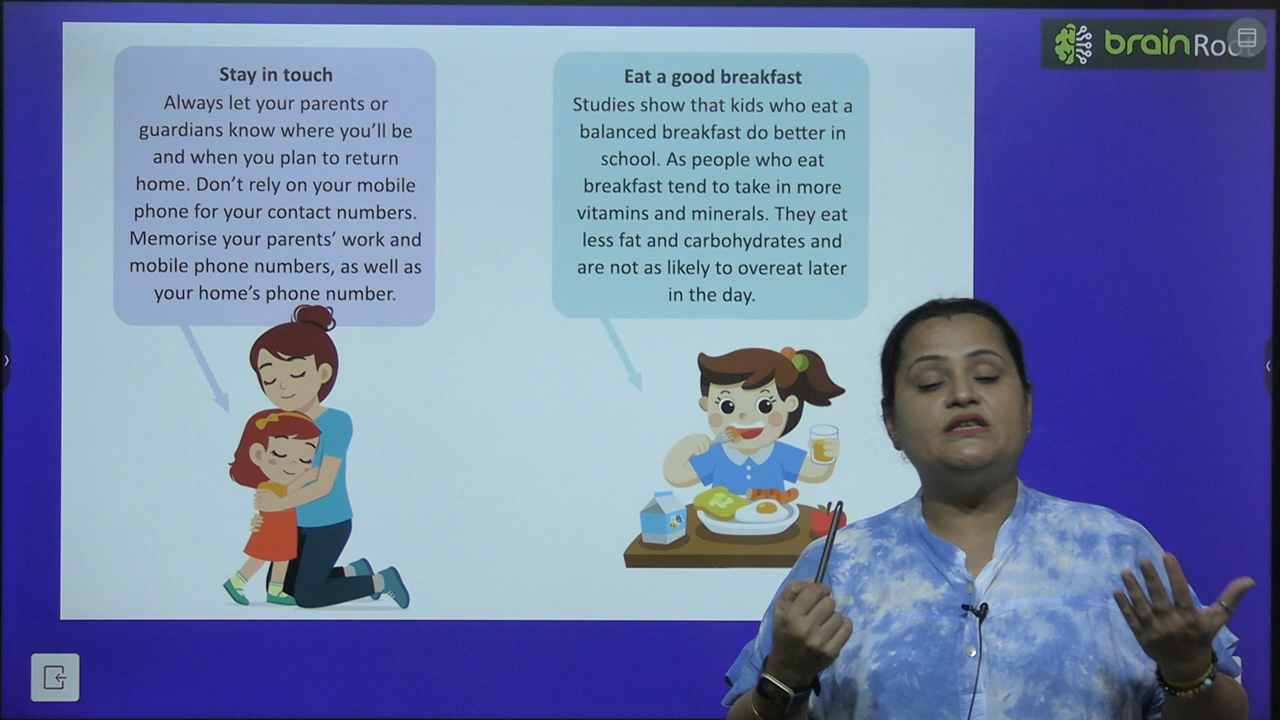 Stay in touch
Always let your parents or
guardians know where you'll be
and when you plan to return
home. Don't rely on your mobile
phone for your contact numbers.
Memorise your parents' work and
mobile phone numbers, as well as
your home's phone number.
Eat a good breakfast
Studies show that kids who eat a
balanced breakfast do better in
school. As people who eat
breakfast tend to take in more
vitamins and minerals. They eat
less fat and carbohydrates and
are not as likely to overeat later
in the day.
brain